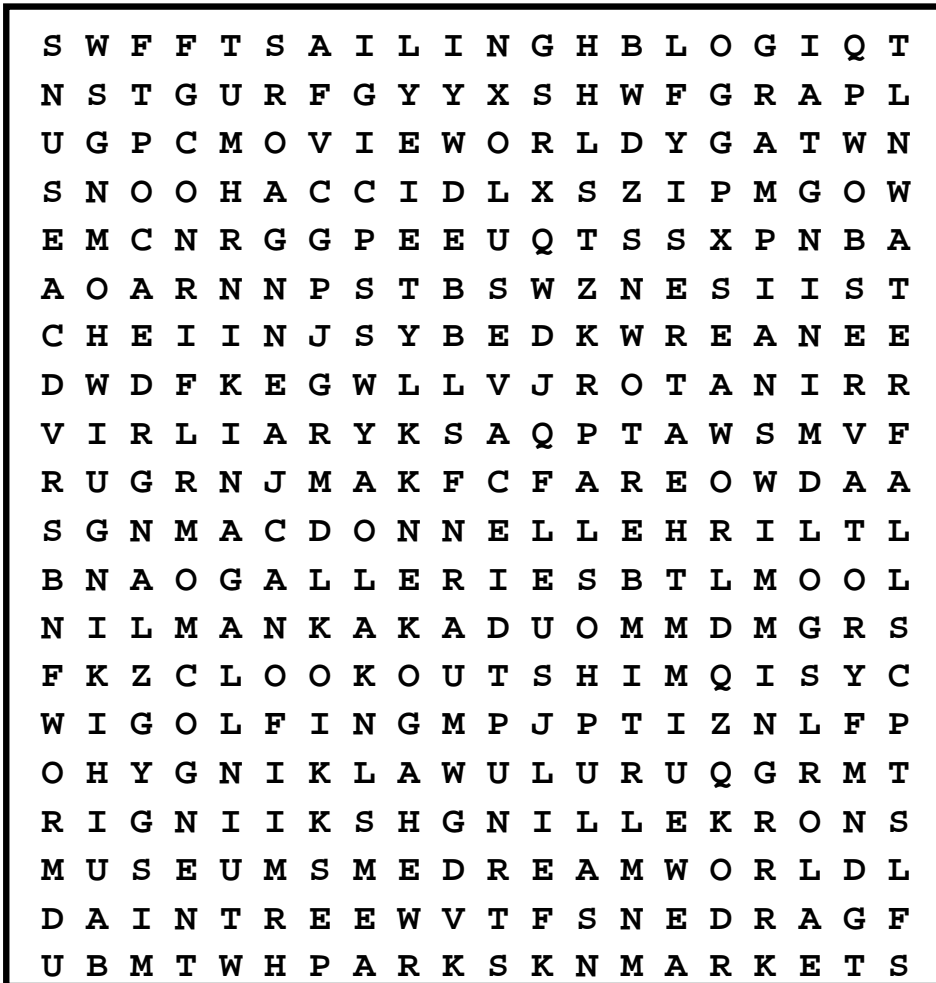 S W F F T S A I L I N G H B L O G I Q T
N S T G U R F G Y Y X S H W F G R A P L
U G P C M O V I E W O R L D Y G A T W N
S N O O H A C C I D L X S Z I P M G O W
E M C N R G G P E E U Q T S S X P N B A
A O A R N N P S T B S W Z N E S I I S T
C H E I I N J S Y B E D K W R E A N E E
D W D F K E G W L L V J R O T A N I R R
V I R L I A R Y K S A Q P T A W S M V F
R U G R N J M A K F C F A R E O W D A A
S G N M A C D O N N E L L E H R I L T L
B N A O G A L L E R I E S B T L M O O L
N I L M A N K A K A D U O M M D M G R S
F K Z C L O O K O U T S H I M Q I S Y C
W I G O L F I N G M P J P T I Z N L F P
O H Y G N I K L A W U L U R U Q G R M T
R I G N I I K S H G N I L L E K R O N S
M U S E U M S M E D R E A M W O R L D L
D A I N T R E E W V T F S N E D R A G F
U B M T W H P A R K S K N M A R K E T S